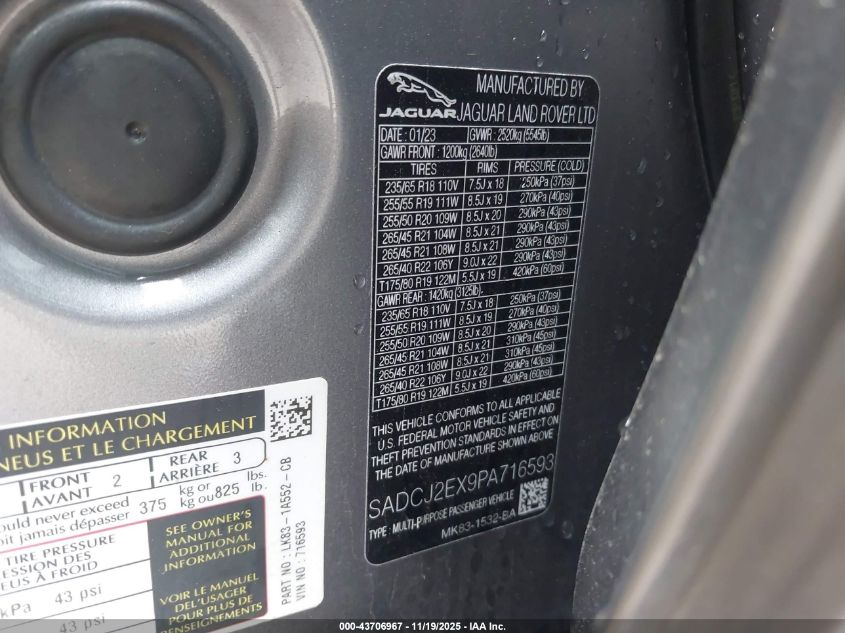 JAGUAR
MANUFACTURED BY
JAGUAR LAND ROVER LTD
DATE : 01/23 GVWR : 2520kg (5545lb)
GAWR FRONT : 1200kg (2640lb)
TIRES RIMS PRESSURE (COLD)
235/65 R18 110V 7.5J x 18 250kPa (37psi)
255/55 R19 111W 8.5J x 19 270kPa (40psi)
255/50 R20 109W 8.5J x 20 290kPa (43psi)
265/45 R21 104W 8.5J x 21 290kPa (43psi)
265/45 R21 108W 8.5J x 21 290kPa (43psi)
265/40 R22 106Y 9.0J x 22 290kPa (43psi)
T175/80 R19 122M 5.5J x 19 420kPa (60psi)
GAWR REAR : 1420kg (3125lb)
235/65 R18 110V 7.5J x 18 250kPa (37psi)
255/55 R19 111W 8.5J x 19 270kPa (40psi)
255/50 R20 109W 8.5J x 20 290kPa (43psi)
265/45 R21 104W 8.5J x 21 310kPa (45psi)
265/45 R21 108W 8.5J x 21 310kPa (45psi)
265/40 R22 106Y 9.0J x 22 290kPa (43psi)
T175/80 R19 122M 5.5J x 19 420kPa (60psi)
THIS VEHICLE CONFORMS TO ALL APPLICABLE
U.S. FEDERAL MOTOR VEHICLE SAFETY AND
THEFT PREVENTION STANDARDS IN EFFECT ON
THE DATE OF MANUFACTURE SHOWN ABOVE
SADCJ2EX9PA716593
TYPE : MULTI-PURPOSE PASSENGER VEHICLE
MK83-1532-BA
INFORMATION
NEUS ET LE CHARGEMENT
FRONT 2 REAR 3
AVANT ARRIÈRE
ould never exceed 375 kg or 825 lbs.
oit jamais dépasser kg ou lb.
TIRE PRESSURE
ESSION DES
EUS À FROID
kPa 43 psi
43 psi
SEE OWNER'S
MANUAL FOR
ADDITIONAL
INFORMATION
VOIR LE MANUEL
DE L'USAGER
POUR PLUS DE
RENSEIGNEMENTS
PART NO : LK83-1A552-CB
VIN NO : 716593
000-43706967 - 11/19/2025 - IAA Inc.